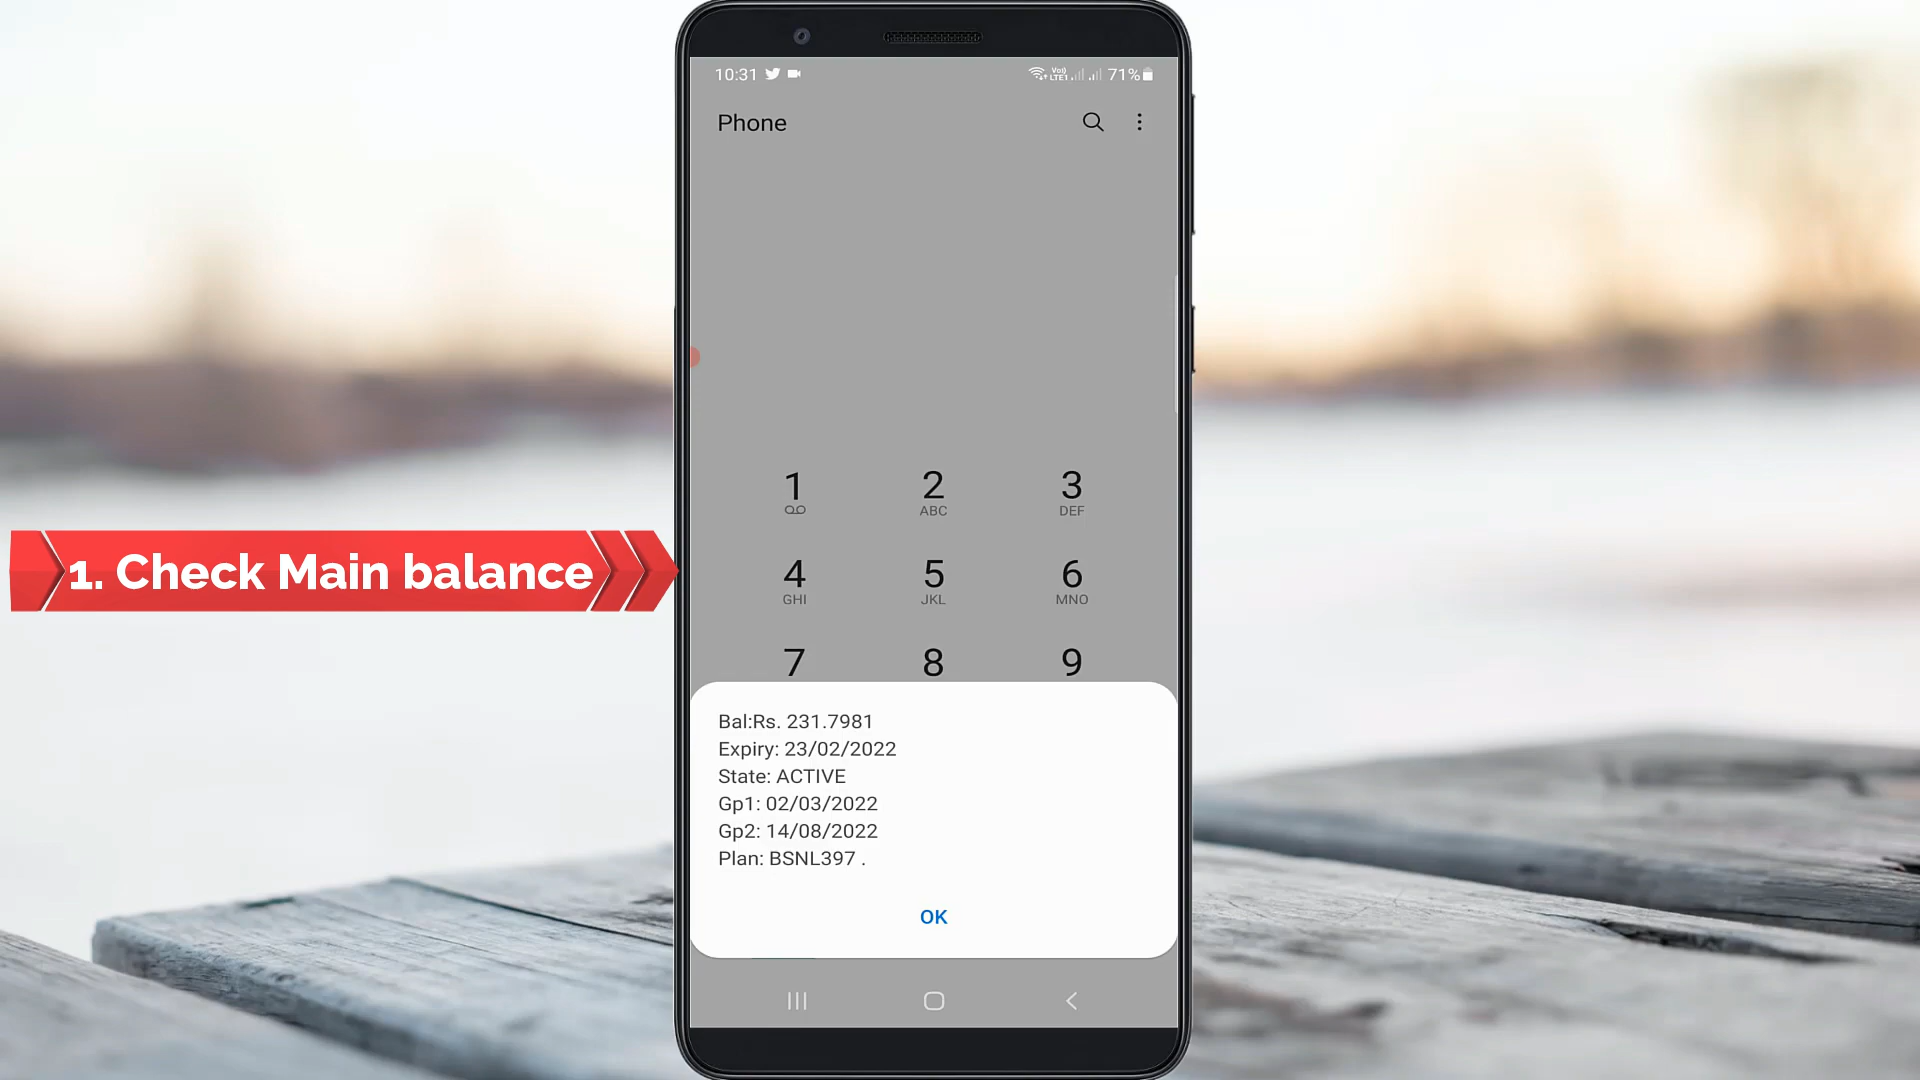 10:31
VoI) LTE1 71%
Phone
1 2 3
ABC DEF
4 5 6
GHI JKL MNO
7 8 9
1. Check Main balance
Bal:Rs. 231.7981
Expiry: 23/02/2022
State: ACTIVE
Gp1: 02/03/2022
Gp2: 14/08/2022
Plan: BSNL397 .
OK